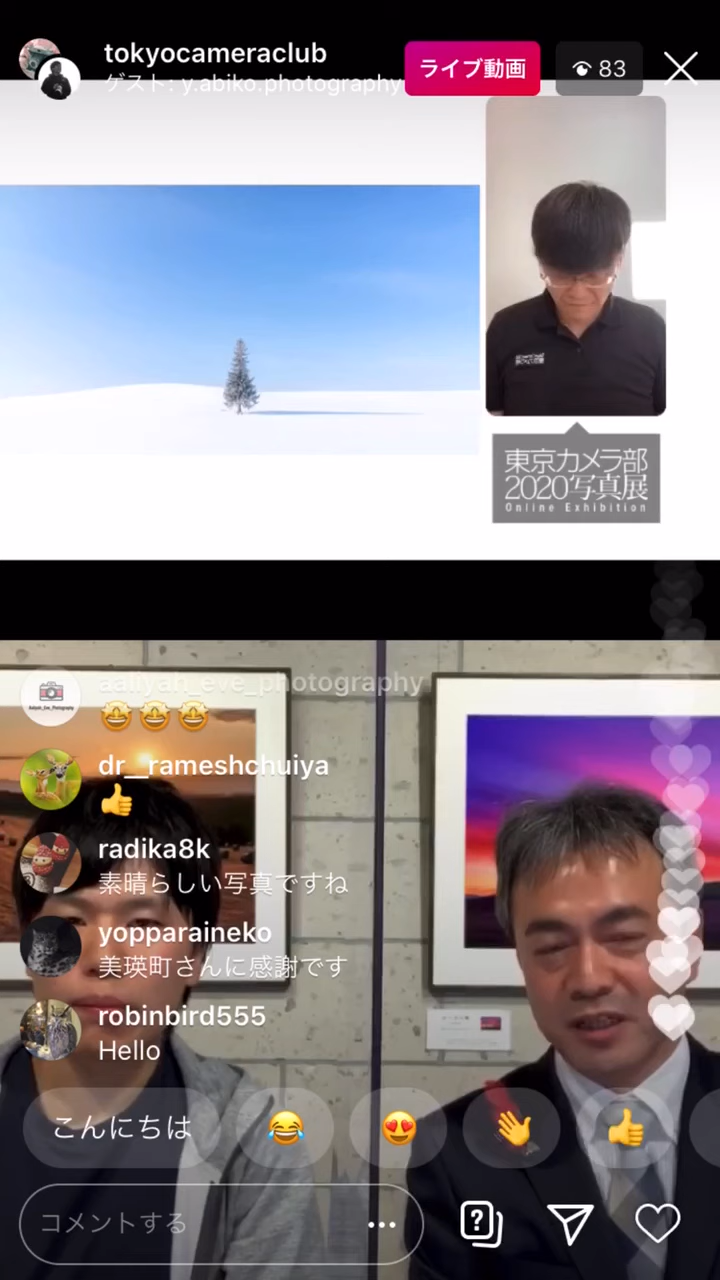 tokyocameraclub
ゲスト: y.abiko.photography
ライブ動画
83
東京カメラ部
2020写真展
Online Exhibition
aaliyah_eve_photography
🤩🤩🤩
dr__rameshchuiya
👍
radika8k
素晴らしい写真ですね
yopparaineko
美瑛町さんに感謝です
robinbird555
Hello
こんにちは 😂 😍 👋 👍
コメントする